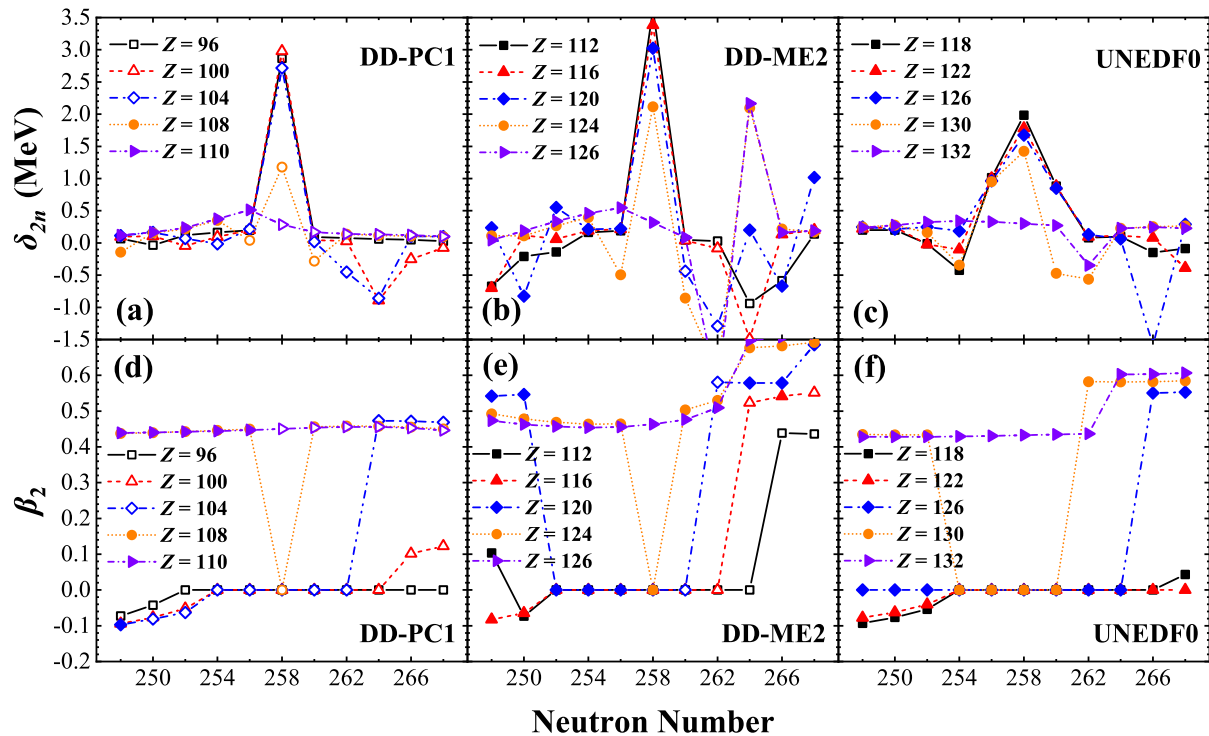 δ2n (MeV)
3.5
3.0
2.5
2.0
1.5
1.0
0.5
0.0
-0.5
-1.0
-1.5
Z = 96
Z = 100
Z = 104
Z = 108
Z = 110
DD-PC1
(a)
Z = 112
Z = 116
Z = 120
Z = 124
Z = 126
DD-ME2
(b)
Z = 118
Z = 122
Z = 126
Z = 130
Z = 132
UNEDF0
(c)
β2
0.6
0.5
0.4
0.3
0.2
0.1
0.0
-0.1
-0.2
(d)
Z = 96
Z = 100
Z = 104
Z = 108
Z = 110
DD-PC1
(e)
Z = 112
Z = 116
Z = 120
Z = 124
Z = 126
DD-ME2
(f)
Z = 118
Z = 122
Z = 126
Z = 130
Z = 132
UNEDF0
250 254 258 262 266 250 254 258 262 266 250 254 258 262 266
Neutron Number